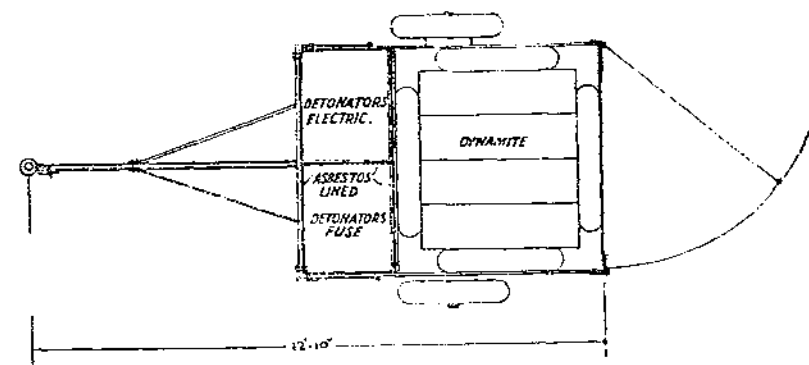 DETONATORS
ELECTRIC.
DYNAMITE
ASBESTOS
LINED
DETONATORS
FUSE